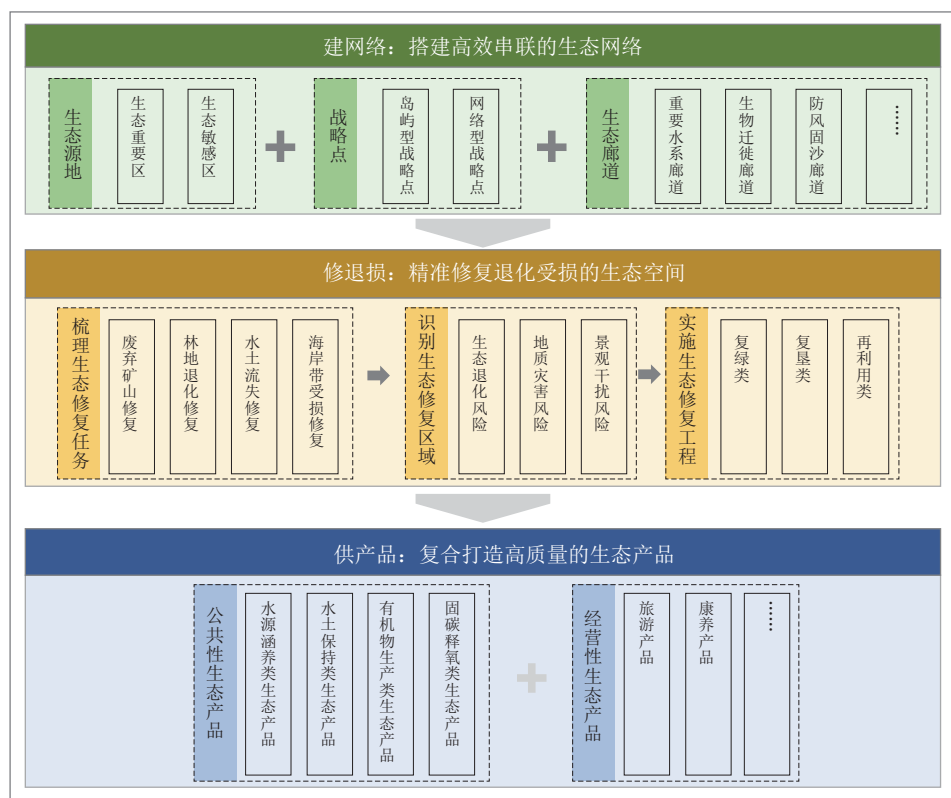 建网络：搭建高效串联的生态网络
生态源地
生态重要区
生态敏感区
战略点
岛屿型战略点
网络型战略点
生态廊道
重要水系廊道
生物迁徙廊道
防风固沙廊道
……
修退损：精准修复退化受损的生态空间
梳理生态修复任务
废弃矿山修复
林地退化修复
水土流失修复
海岸带受损修复
识别生态修复区域
生态退化风险
地质灾害风险
景观干扰风险
实施生态修复工程
复绿类
复垦类
再利用类
供产品：复合打造高质量的生态产品
公共性生态产品
水源涵养类生态产品
水土保持类生态产品
有机物生产类生态产品
固碳释氧类生态产品
经营性生态产品
旅游产品
康养产品
……